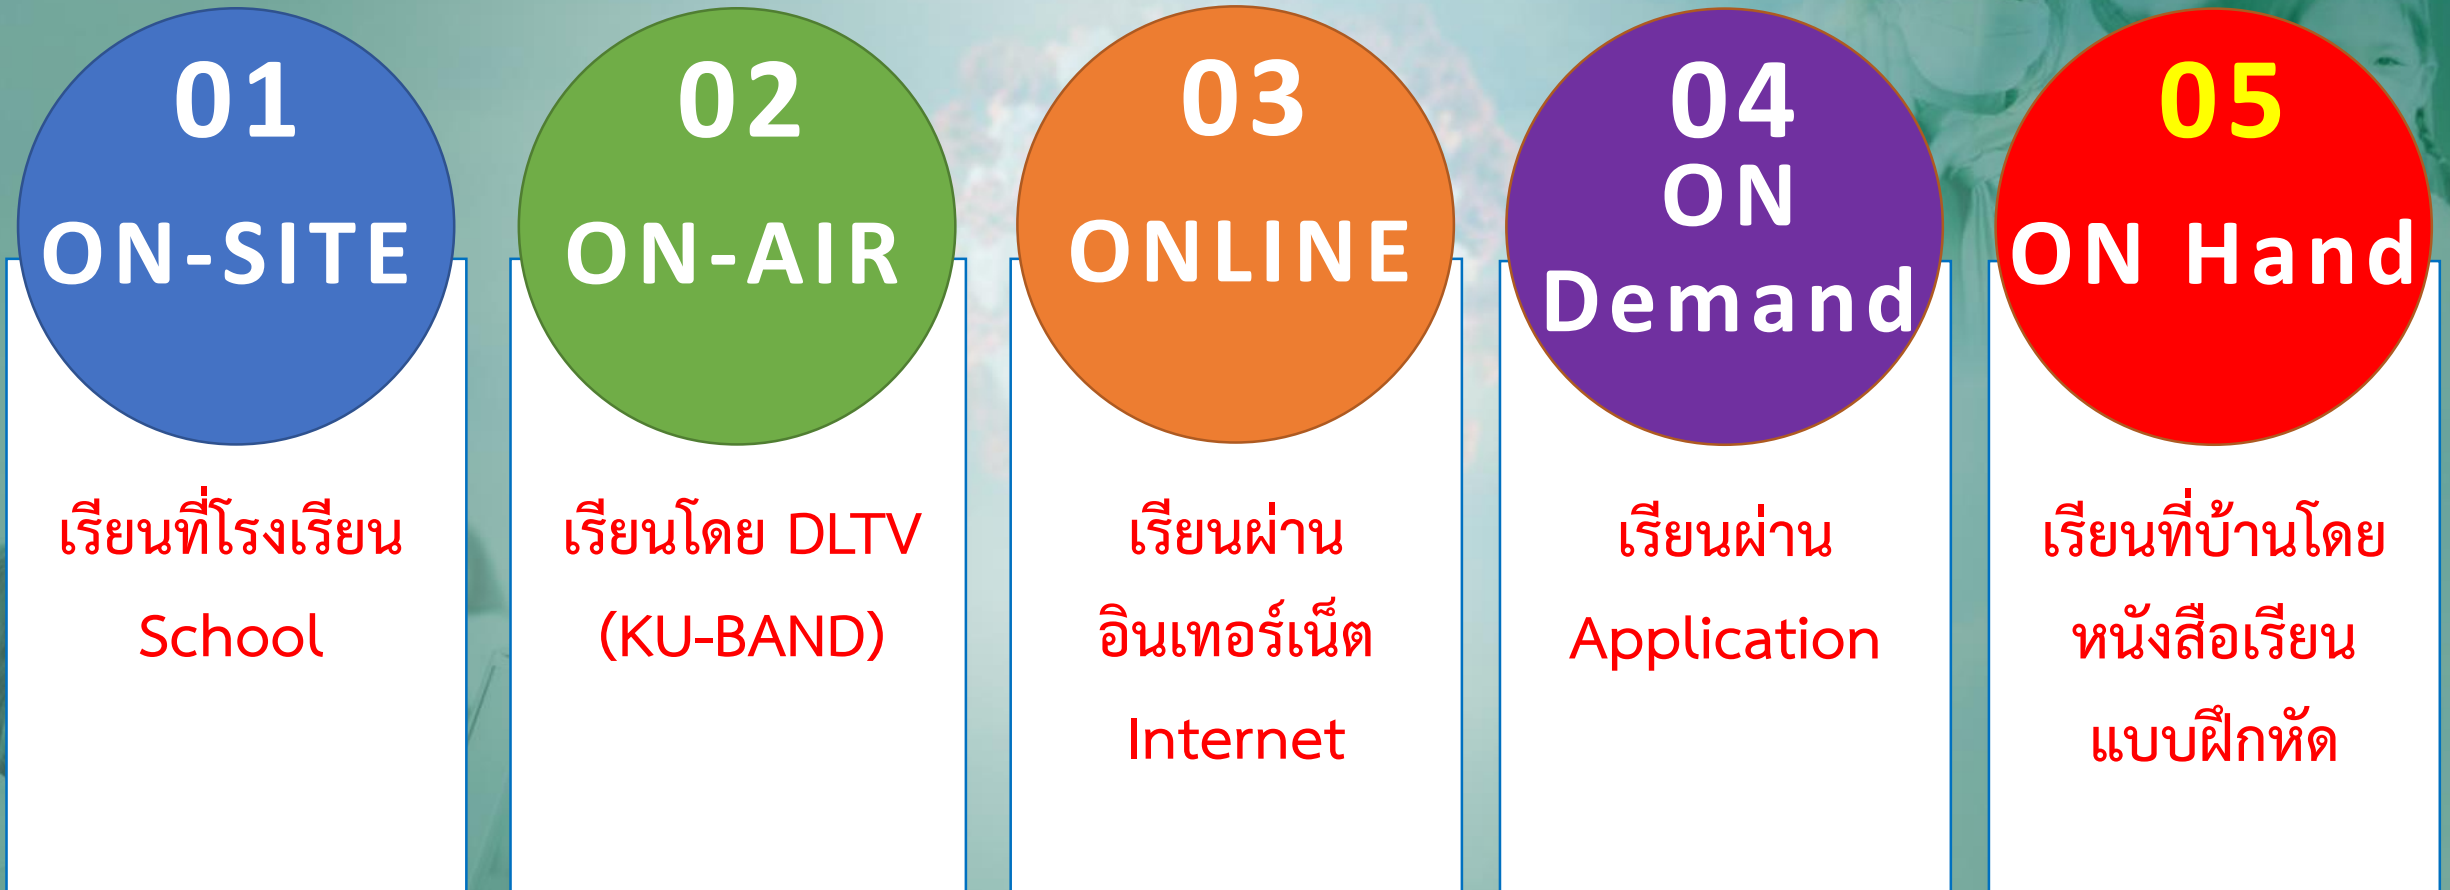 01
ON-SITE
เรียนที่โรงเรียน
School
02
ON-AIR
เรียนโดย DLTV
(KU-BAND)
03
ONLINE
เรียนผ่าน
อินเทอร์เน็ต
Internet
04
ON
Demand
เรียนผ่าน
Application
05
ON Hand
เรียนที่บ้านโดย
หนังสือเรียน
แบบฝึกหัด